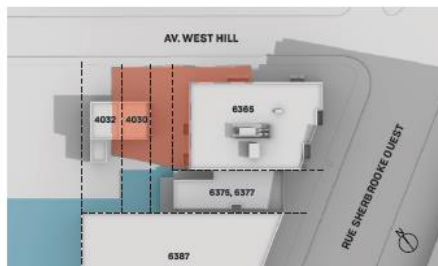 AV. WEST HILL
4032 4030
6365
6375, 6377
RUE SHERBROOKE OUEST
6387